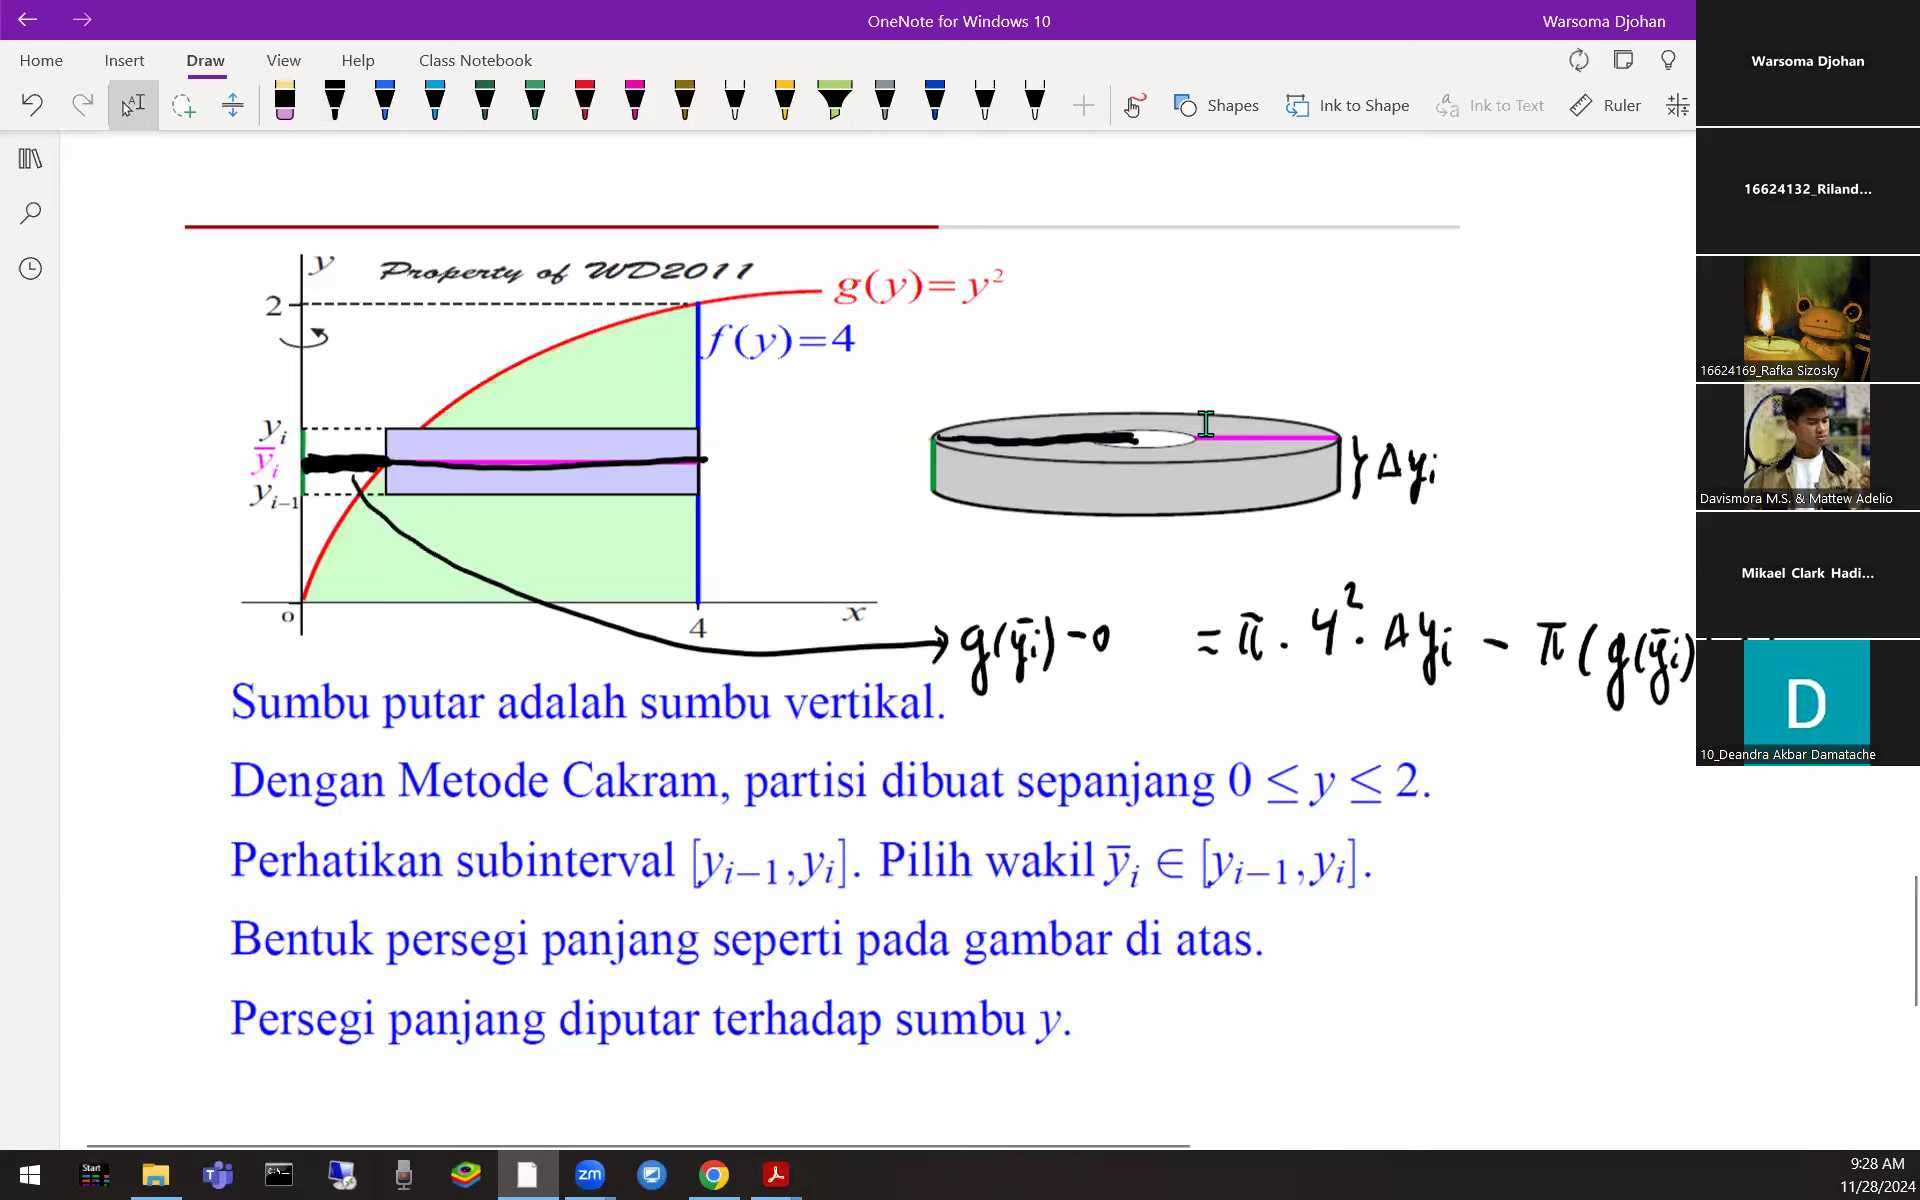 OneNote for Windows 10
Warsoma Djohan
Home Insert Draw View Help Class Notebook
Shapes Ink to Shape Ink to Text Ruler
Property of WD2011
y
2
g(y)=y²
f(y)=4
yᵢ
y̅ᵢ
yᵢ₋₁
o
4
x
} Δyᵢ
g(y̅ᵢ)-0 = π . 4² . Δyᵢ - π (g(y̅ᵢ)
Sumbu putar adalah sumbu vertikal.
Dengan Metode Cakram, partisi dibuat sepanjang 0 ≤ y ≤ 2.
Perhatikan subinterval [yᵢ₋₁,yᵢ]. Pilih wakil y̅ᵢ ∈ [yᵢ₋₁,yᵢ].
Bentuk persegi panjang seperti pada gambar di atas.
Persegi panjang diputar terhadap sumbu y.
Warsoma Djohan
16624132_Riland...
16624169_Rafka Sizosky
Davismora M.S. & Mattew Adelio
Mikael Clark Hadi...
D
10_Deandra Akbar Damatache
Start
zm
9:28 AM
11/28/2024